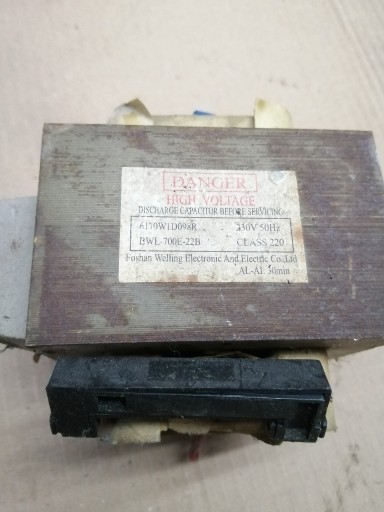 DANGER
HIGH VOLTAGE
DISCHARGE CAPACITOR BEFORE SERVICING
6170W1D098R 230V 50Hz
BWL-700E-22B CLASS 220
Foshan Welling Electronic And Electric Co.,Ltd
AL-AL 30min